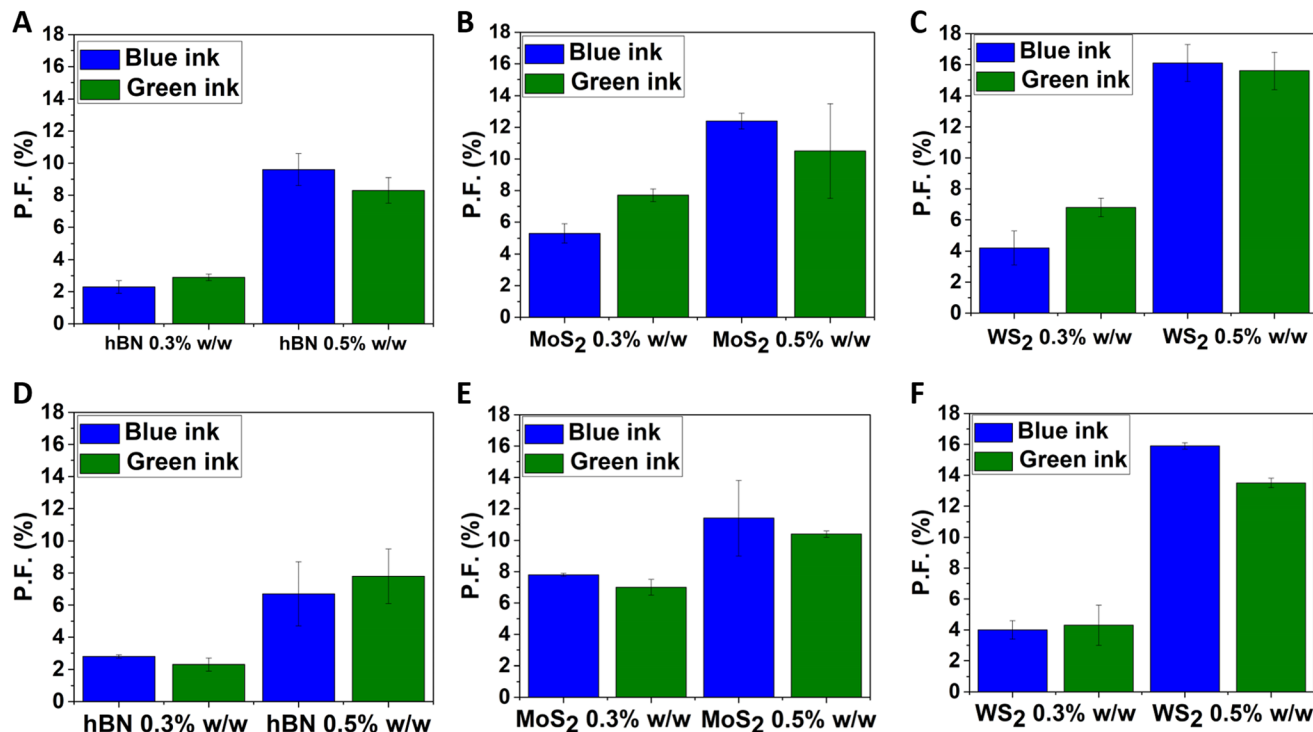 A
18
16
14
12
10
8
6
4
2
0
P.F. (%)
Blue ink
Green ink
hBN 0.3% w/w hBN 0.5% w/w
B
18
16
14
12
10
8
6
4
2
0
P.F. (%)
Blue ink
Green ink
MoS2 0.3% w/w MoS2 0.5% w/w
C
18
16
14
12
10
8
6
4
2
0
P.F. (%)
Blue ink
Green ink
WS2 0.3% w/w WS2 0.5% w/w
D
18
16
14
12
10
8
6
4
2
0
P.F. (%)
Blue ink
Green ink
hBN 0.3% w/w hBN 0.5% w/w
E
18
16
14
12
10
8
6
4
2
0
P.F. (%)
Blue ink
Green ink
MoS2 0.3% w/w MoS2 0.5% w/w
F
18
16
14
12
10
8
6
4
2
0
P.F. (%)
Blue ink
Green ink
WS2 0.3% w/w WS2 0.5% w/w